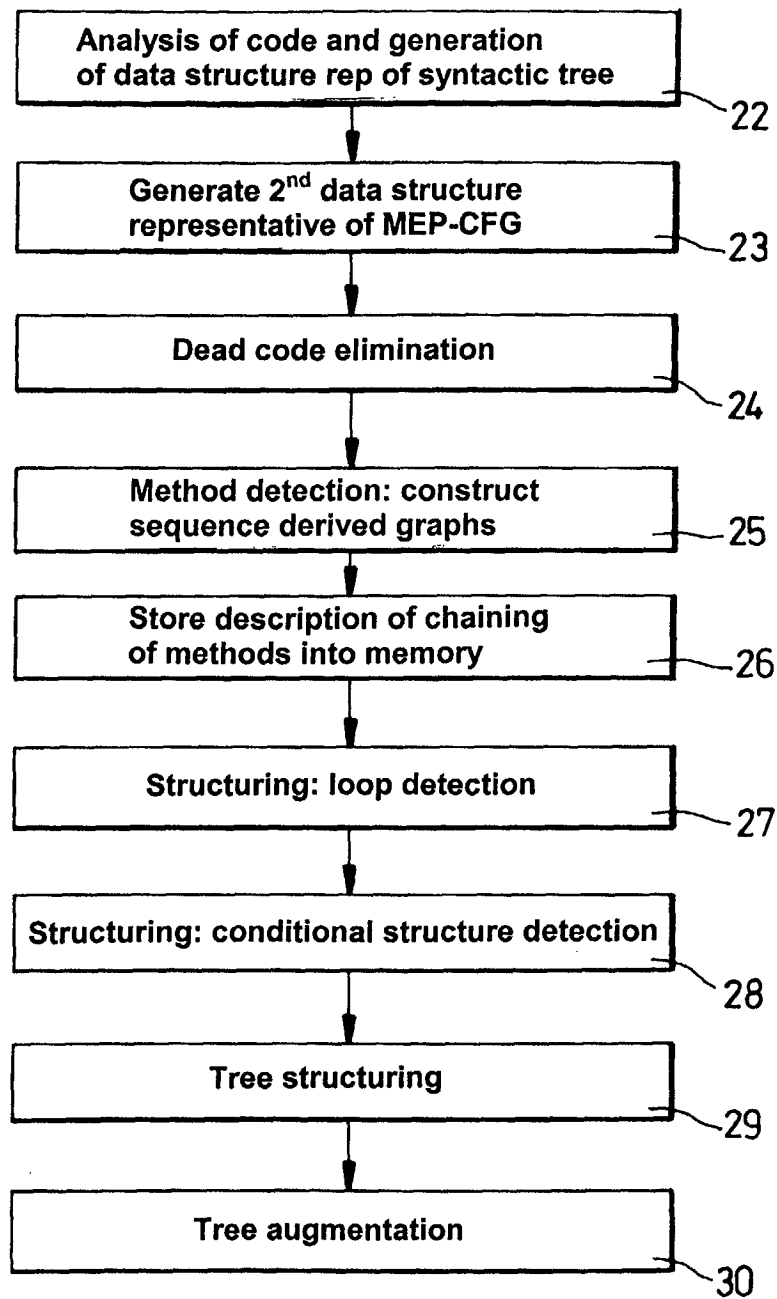 Analysis of code and generation
of data structure rep of syntactic tree
22
Generate 2nd data structure
representative of MEP-CFG
23
Dead code elimination
24
Method detection: construct
sequence derived graphs
25
Store description of chaining
of methods into memory
26
Structuring: loop detection
27
Structuring: conditional structure detection
28
Tree structuring
29
Tree augmentation
30